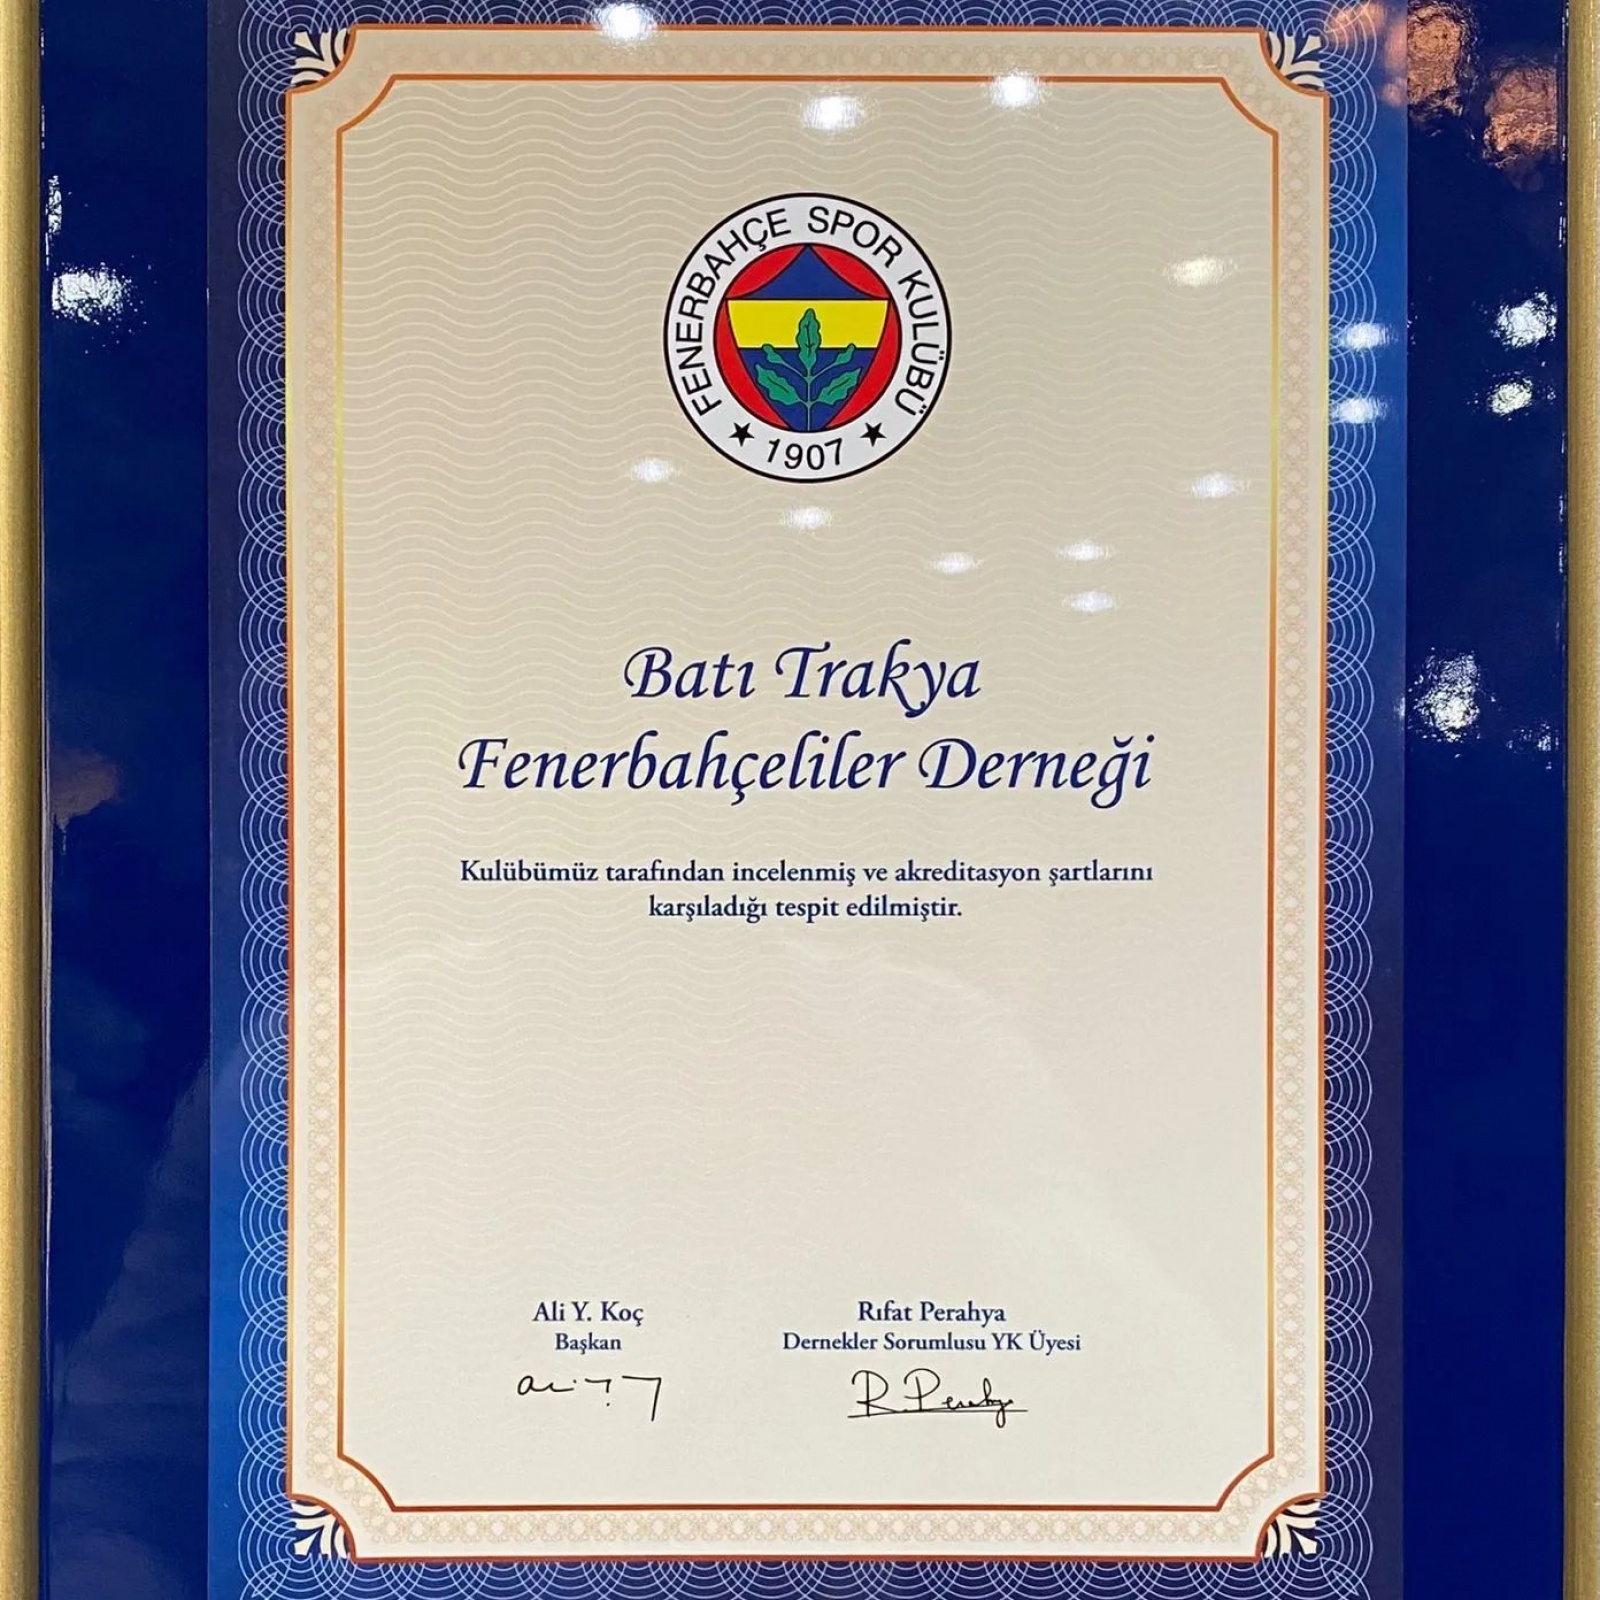 FENERBAHÇE SPOR KULÜBÜ
★ 1907 ★
Batı Trakya
Fenerbahçeliler Derneği
Kulübümüz tarafından incelenmiş ve akreditasyon şartlarını
karşıladığı tespit edilmiştir.
Ali Y. Koç
Başkan
Rıfat Perahya
Dernekler Sorumlusu YK Üyesi
R. Perahya